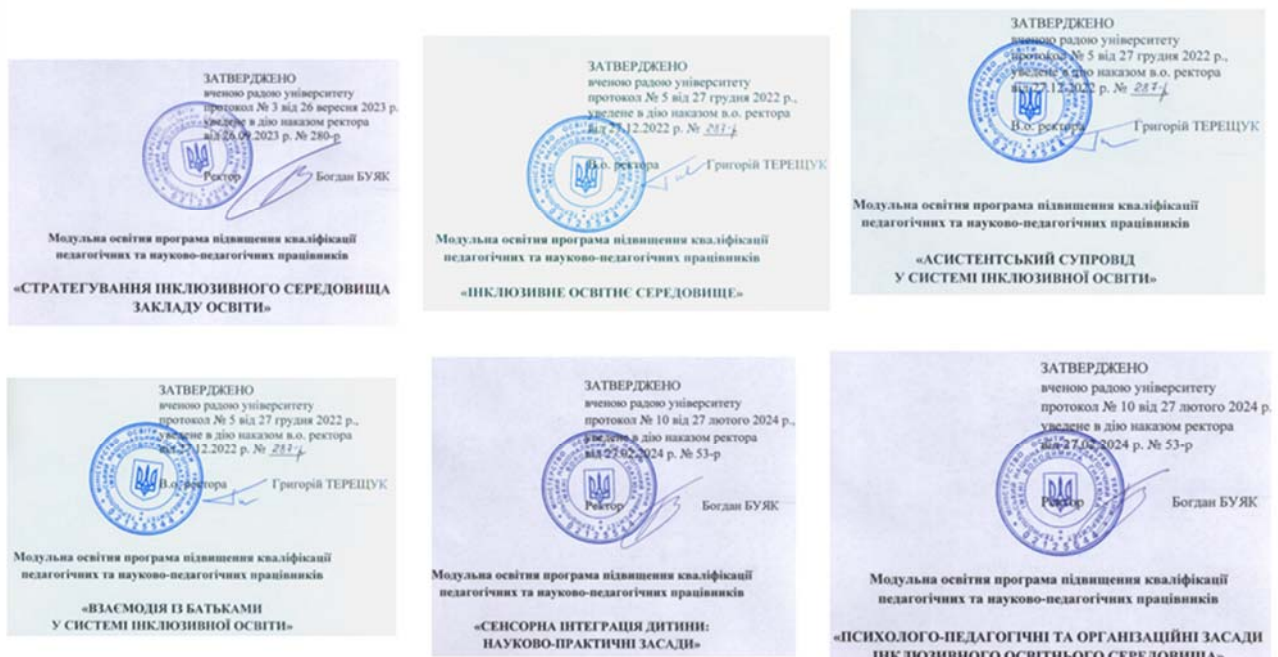 ЗАТВЕРДЖЕНО
вченою радою університету
протокол № 3 від 26 вересня 2023 р.
уведене в дію наказом ректора
від 26.09.2023 р. № 280-р
Ректор Богдан БУЯК
Модульна освітня програма підвищення кваліфікації
педагогічних та науково-педагогічних працівників
«СТРАТЕГУВАННЯ ІНКЛЮЗИВНОГО СЕРЕДОВИЩА
ЗАКЛАДУ ОСВІТИ»
ЗАТВЕРДЖЕНО
вченою радою університету
протокол № 5 від 27 грудня 2022 р.,
уведене в дію наказом в.о. ректора
від 27.12.2022 р. № 287-р
В.о. ректора Григорій ТЕРЕЩУК
Модульна освітня програма підвищення кваліфікації
педагогічних та науково-педагогічних працівників
«ІНКЛЮЗИВНЕ ОСВІТНЄ СЕРЕДОВИЩЕ»
ЗАТВЕРДЖЕНО
вченою радою університету
протокол № 5 від 27 грудня 2022 р.,
уведене в дію наказом в.о. ректора
від 27.12.2022 р. № 287-р
В.о. ректора Григорій ТЕРЕЩУК
Модульна освітня програма підвищення кваліфікації
педагогічних та науково-педагогічних працівників
«АСИСТЕНТСЬКИЙ СУПРОВІД
У СИСТЕМІ ІНКЛЮЗИВНОЇ ОСВІТИ»
ЗАТВЕРДЖЕНО
вченою радою університету
протокол № 5 від 27 грудня 2022 р.,
уведене в дію наказом в.о. ректора
від 27.12.2022 р. № 287-р
В.о. ректора Григорій ТЕРЕЩУК
Модульна освітня програма підвищення кваліфікації
педагогічних та науково-педагогічних працівників
«ВЗАЄМОДІЯ ІЗ БАТЬКАМИ
У СИСТЕМІ ІНКЛЮЗИВНОЇ ОСВІТИ»
ЗАТВЕРДЖЕНО
вченою радою університету
протокол № 10 від 27 лютого 2024 р.,
уведене в дію наказом ректора
від 27.02.2024 р. № 53-р
Ректор Богдан БУЯК
Модульна освітня програма підвищення кваліфікації
педагогічних та науково-педагогічних працівників
«СЕНСОРНА ІНТЕГРАЦІЯ ДИТИНИ:
НАУКОВО-ПРАКТИЧНІ ЗАСАДИ»
ЗАТВЕРДЖЕНО
вченою радою університету
протокол № 10 від 27 лютого 2024 р.
уведене в дію наказом ректора
від 27.02.2024 р. № 53-р
Ректор Богдан БУЯК
Модульна освітня програма підвищення кваліфікації
педагогічних та науково-педагогічних працівників
«ПСИХОЛОГО-ПЕДАГОГІЧНІ ТА ОРГАНІЗАЦІЙНІ ЗАСАДИ
ІНКЛЮЗИВНОГО ОСВІТНЬОГО СЕРЕДОВИЩА»